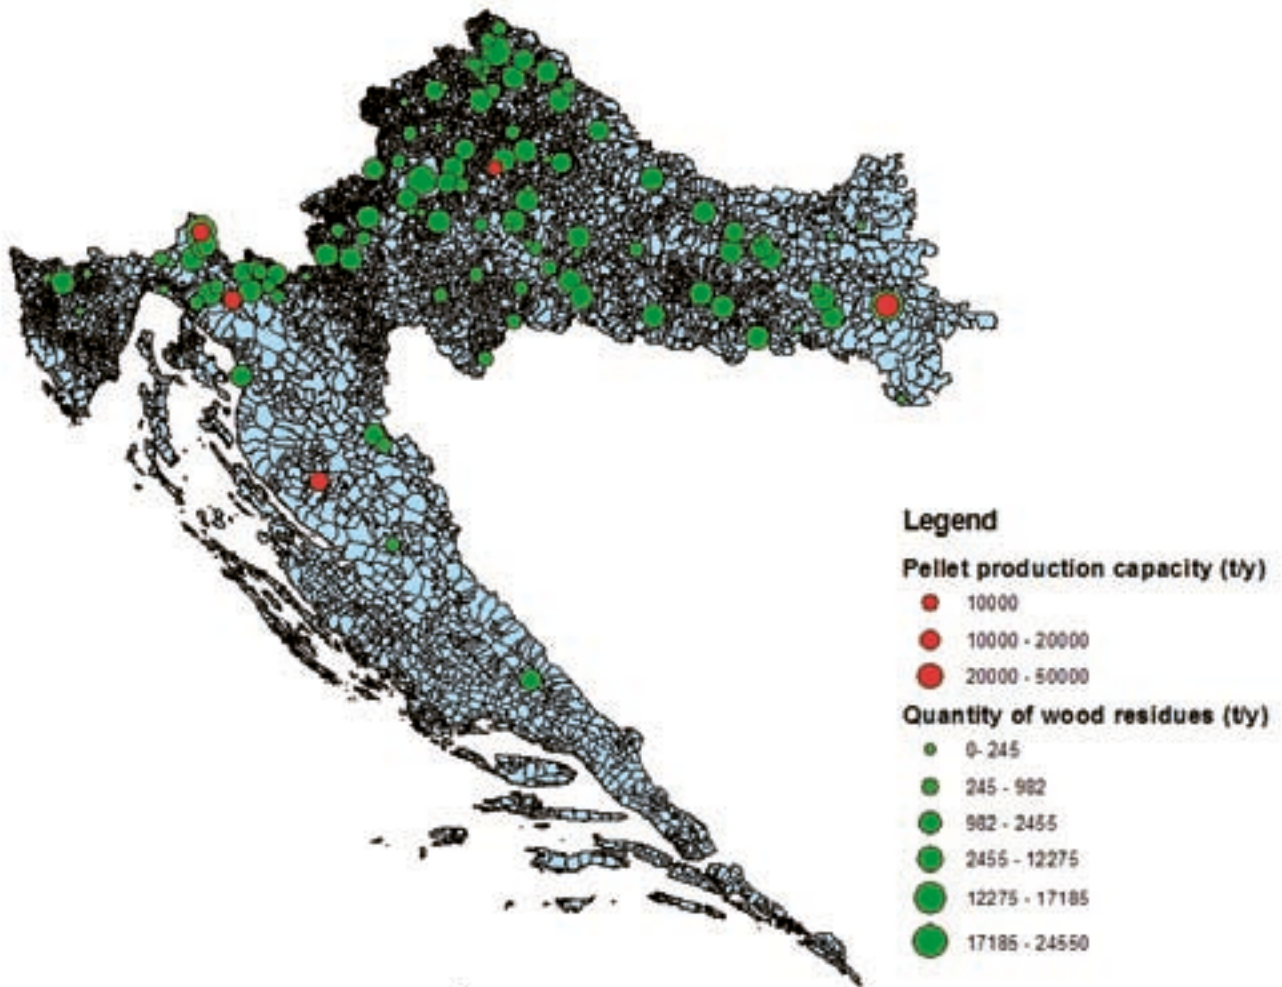 Legend
Pellet production capacity (t/y)
10000
10000 - 20000
20000 - 50000
Quantity of wood residues (t/y)
0- 245
245 - 982
982 - 2455
2455 - 12275
12275 - 17185
17185 - 24550